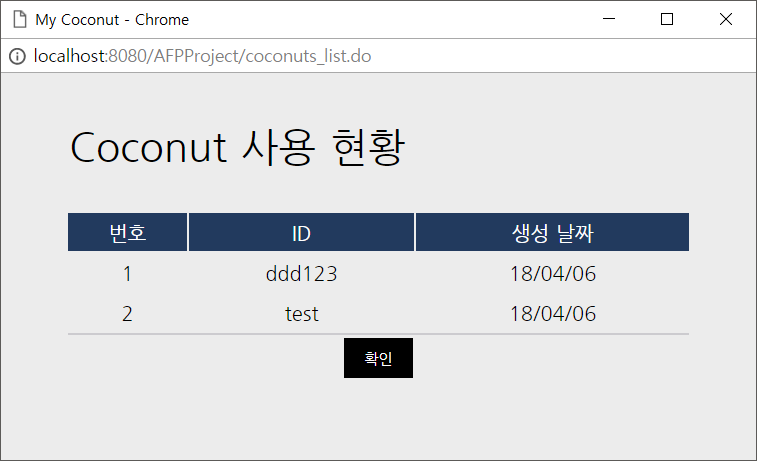 My Coconut - Chrome
localhost:8080/AFPProject/coconuts_list.do
Coconut 사용 현황
번호 ID 생성 날짜
1 ddd123 18/04/06
2 test 18/04/06
확인